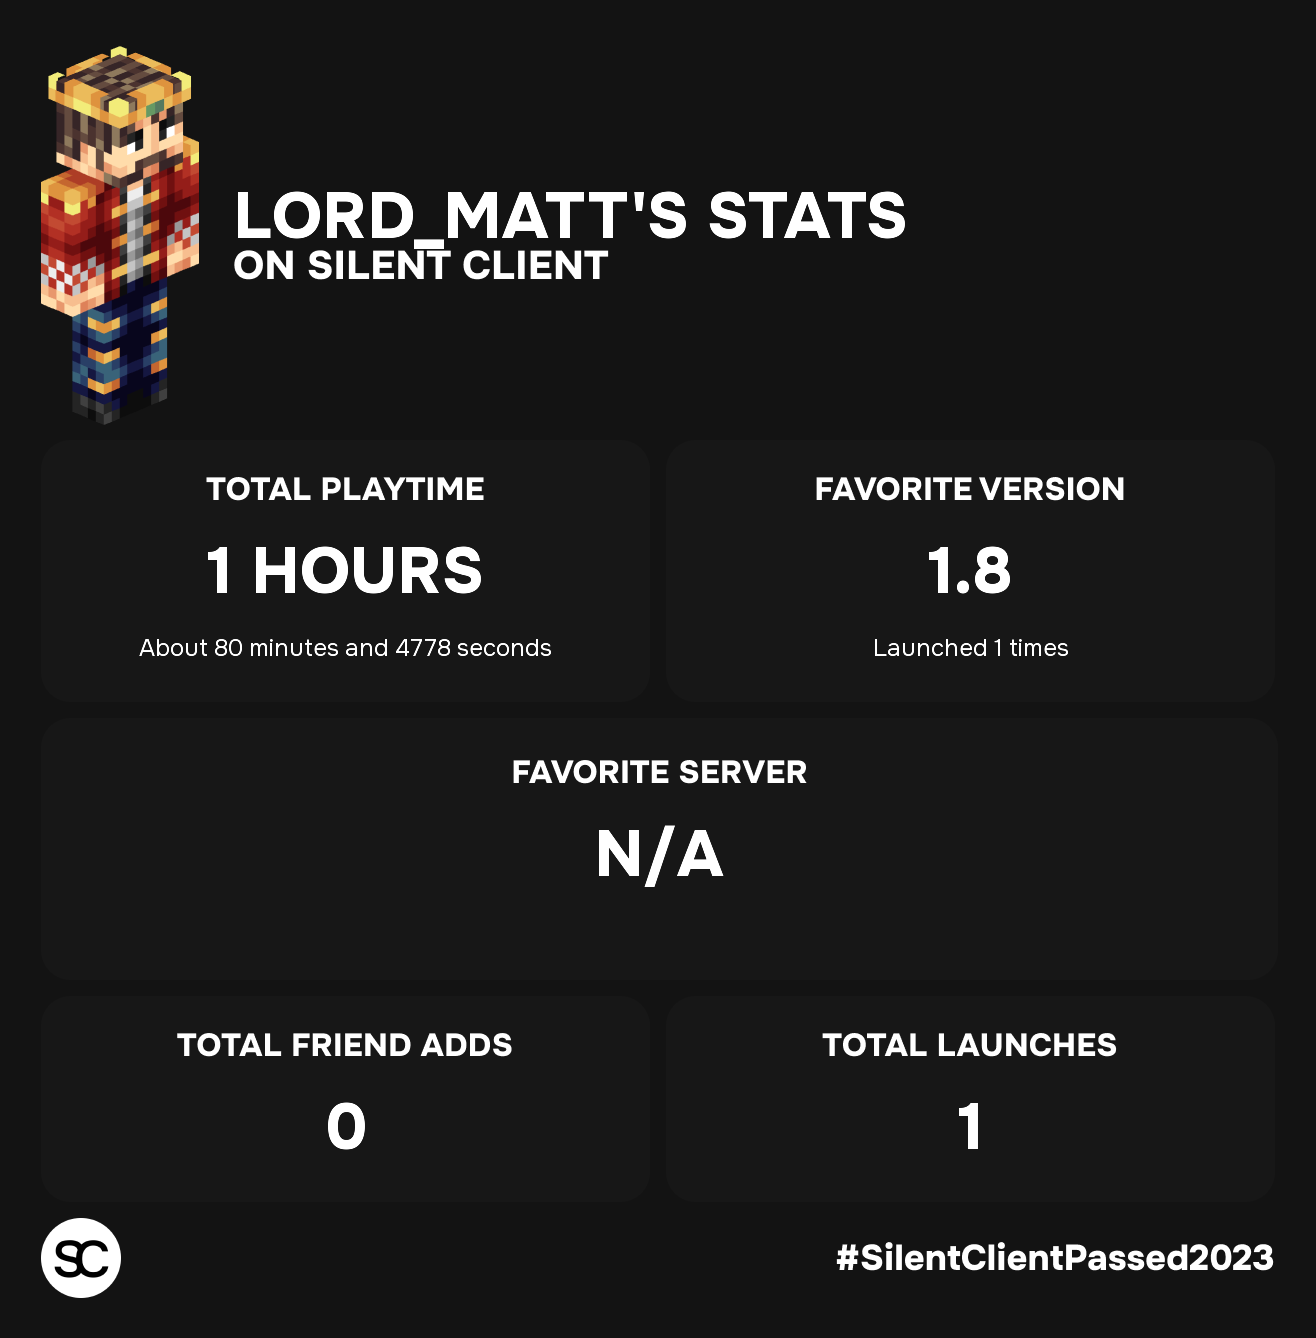 LORD_MATT'S STATS
ON SILENT CLIENT
TOTAL PLAYTIME
1 HOURS
About 80 minutes and 4778 seconds
FAVORITE VERSION
1.8
Launched 1 times
FAVORITE SERVER
N/A
TOTAL FRIEND ADDS
0
TOTAL LAUNCHES
1
SC
#SilentClientPassed2023